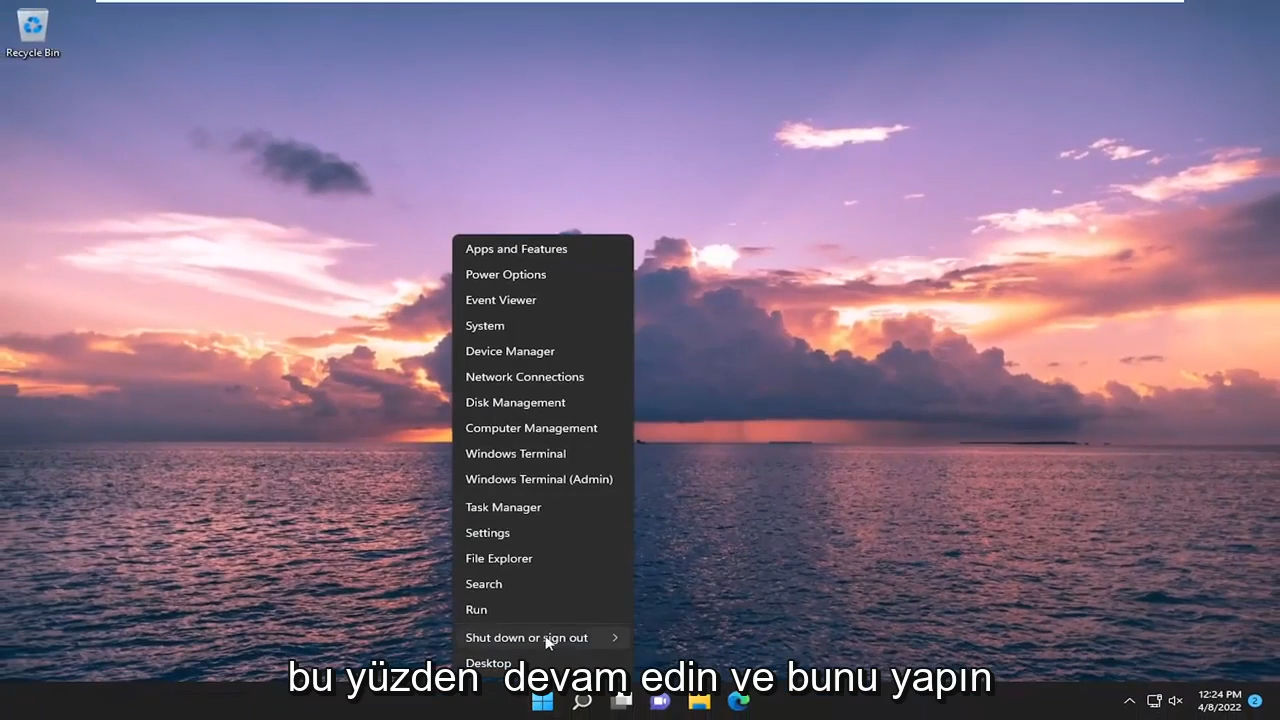 Recycle Bin
Apps and Features
Power Options
Event Viewer
System
Device Manager
Network Connections
Disk Management
Computer Management
Windows Terminal
Windows Terminal (Admin)
Task Manager
Settings
File Explorer
Search
Run
Shut down or sign out
Desktop
bu yüzden devam edin ve bunu yapın
12:24 PM
4/8/2022
2